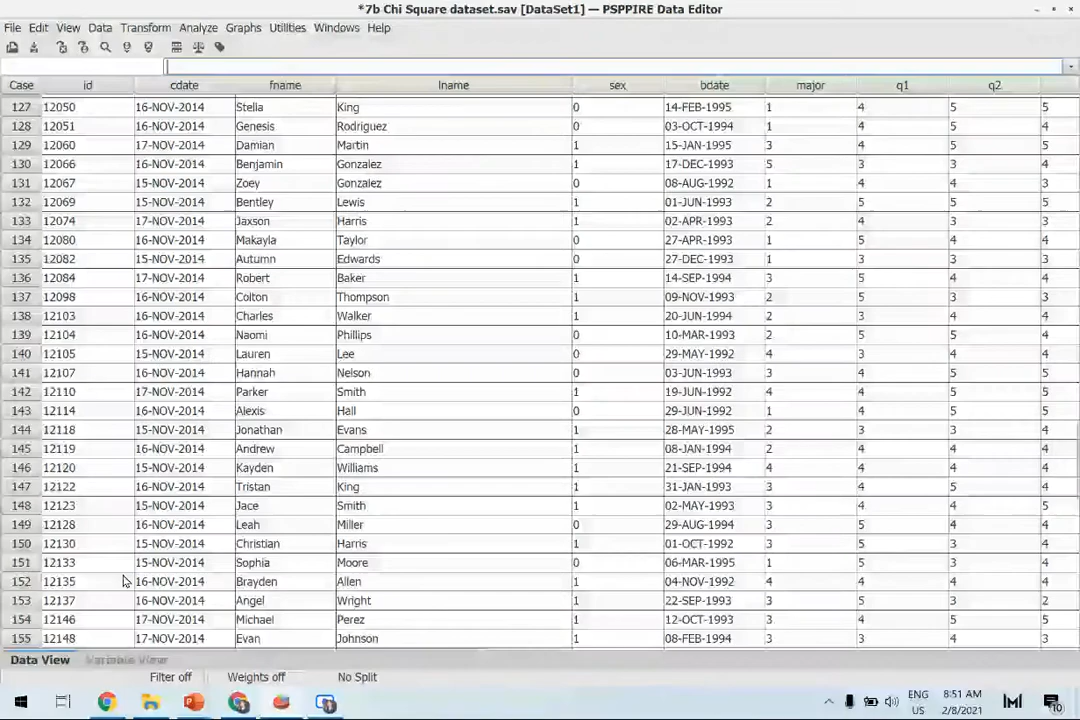 *7b Chi Square dataset.sav [DataSet1] — PSPPIRE Data Editor
File Edit View Data Transform Analyze Graphs Utilities Windows Help
Case id cdate fname lname sex bdate major q1 q2
127 12050 16-NOV-2014 Stella King 0 14-FEB-1995 1 4 5 5
128 12051 16-NOV-2014 Genesis Rodriguez 0 03-OCT-1994 1 4 5 4
129 12060 17-NOV-2014 Damian Martin 1 15-JAN-1995 3 4 5 5
130 12066 16-NOV-2014 Benjamin Gonzalez 1 17-DEC-1993 5 3 3 4
131 12067 15-NOV-2014 Zoey Gonzalez 0 08-AUG-1992 1 4 4 3
132 12069 15-NOV-2014 Bentley Lewis 1 01-JUN-1993 2 5 5 5
133 12074 17-NOV-2014 Jaxson Harris 1 02-APR-1993 2 4 3 3
134 12080 16-NOV-2014 Makayla Taylor 0 27-APR-1993 1 5 4 4
135 12082 15-NOV-2014 Autumn Edwards 0 27-DEC-1993 1 3 3 3
136 12084 17-NOV-2014 Robert Baker 1 14-SEP-1994 3 5 4 4
137 12098 16-NOV-2014 Colton Thompson 1 09-NOV-1993 2 5 3 3
138 12103 16-NOV-2014 Charles Walker 1 20-JUN-1994 2 3 4 4
139 12104 16-NOV-2014 Naomi Phillips 0 10-MAR-1993 2 5 5 4
140 12105 15-NOV-2014 Lauren Lee 0 29-MAY-1992 4 3 4 4
141 12107 16-NOV-2014 Hannah Nelson 0 03-JUN-1993 3 4 5 5
142 12110 17-NOV-2014 Parker Smith 1 19-JUN-1992 4 4 5 5
143 12114 16-NOV-2014 Alexis Hall 0 29-JUN-1992 1 4 5 5
144 12118 15-NOV-2014 Jonathan Evans 1 28-MAY-1995 2 3 3 4
145 12119 16-NOV-2014 Andrew Campbell 1 08-JAN-1994 2 4 4 4
146 12120 15-NOV-2014 Kayden Williams 1 21-SEP-1994 4 4 4 4
147 12122 16-NOV-2014 Tristan King 1 31-JAN-1993 3 4 5 4
148 12123 15-NOV-2014 Jace Smith 1 02-MAY-1993 3 4 4 5
149 12128 16-NOV-2014 Leah Miller 0 29-AUG-1994 3 5 4 4
150 12130 15-NOV-2014 Christian Harris 1 01-OCT-1992 3 5 3 4
151 12133 15-NOV-2014 Sophia Moore 0 06-MAR-1995 1 5 3 4
152 12135 16-NOV-2014 Brayden Allen 1 04-NOV-1992 4 4 4 4
153 12137 16-NOV-2014 Angel Wright 1 22-SEP-1993 3 5 3 2
154 12146 17-NOV-2014 Michael Perez 1 12-OCT-1993 3 4 5 5
155 12148 17-NOV-2014 Evan Johnson 1 08-FEB-1994 3 3 4 3
Data View Variable View
Filter off Weights off No Split
ENG 8:51 AM
US 2/8/2021 10